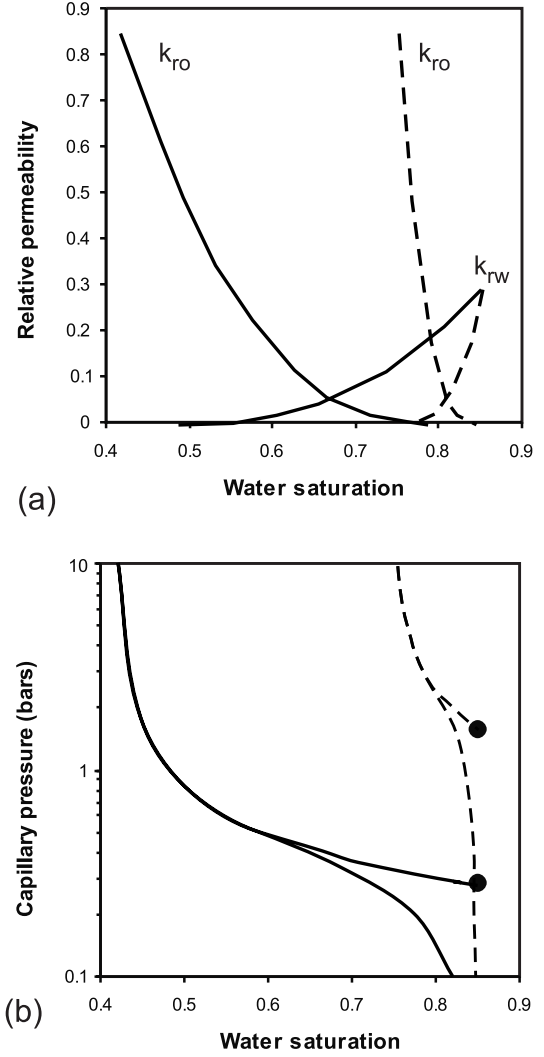 0.9
0.8
0.7
0.6
0.5
0.4
0.3
0.2
0.1
0
Relative permeability
kro
kro
krw
0.4 0.5 0.6 0.7 0.8 0.9
Water saturation
(a)
10
1
0.1
Capillary pressure (bars)
0.4 0.5 0.6 0.7 0.8 0.9
Water saturation
(b)